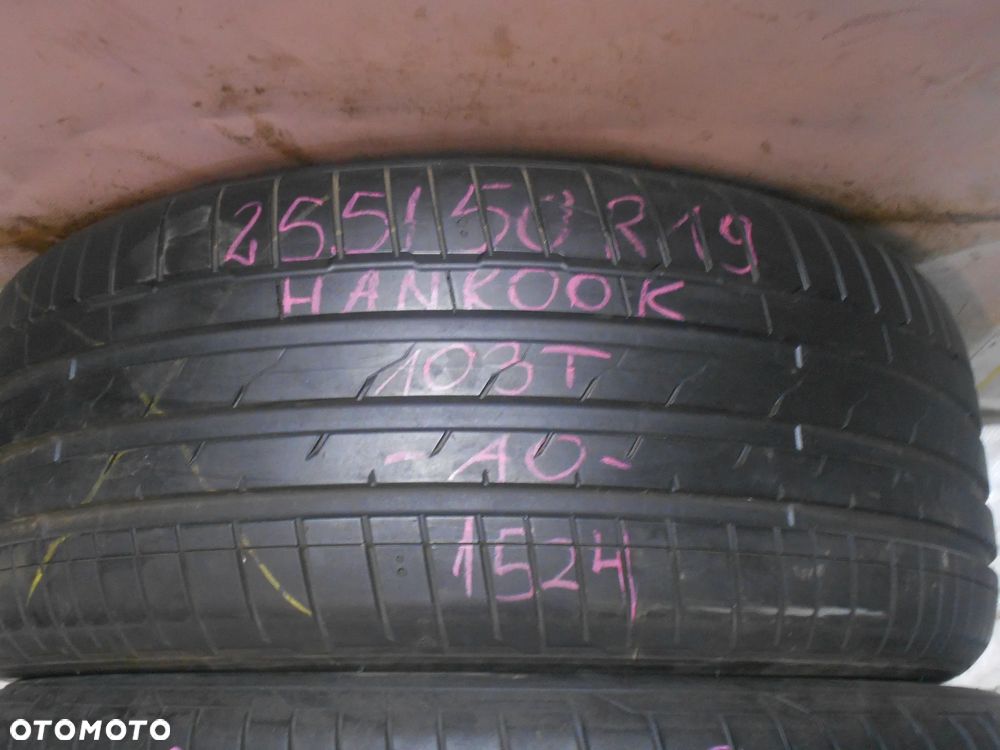 255/50R19
HANKOOK
103T
-AO-
1524
OTOMOTO